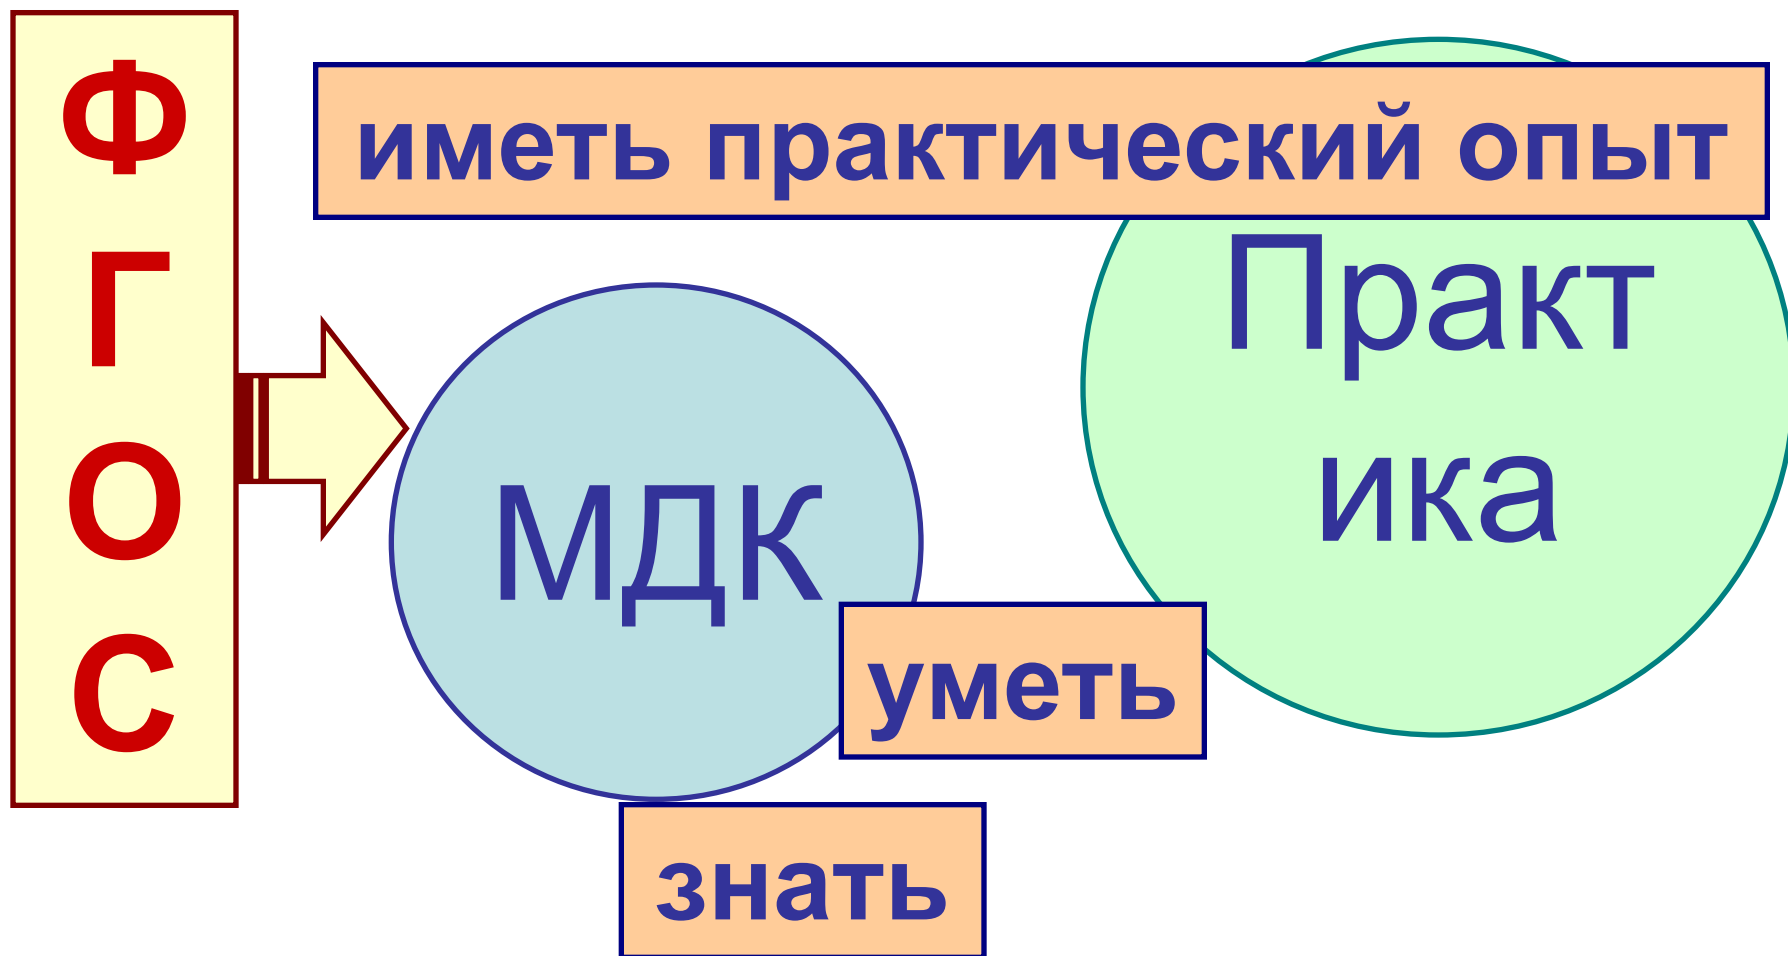 Ф
Г
О
С
иметь практический опыт
Практ
ика
МДК
уметь
знать